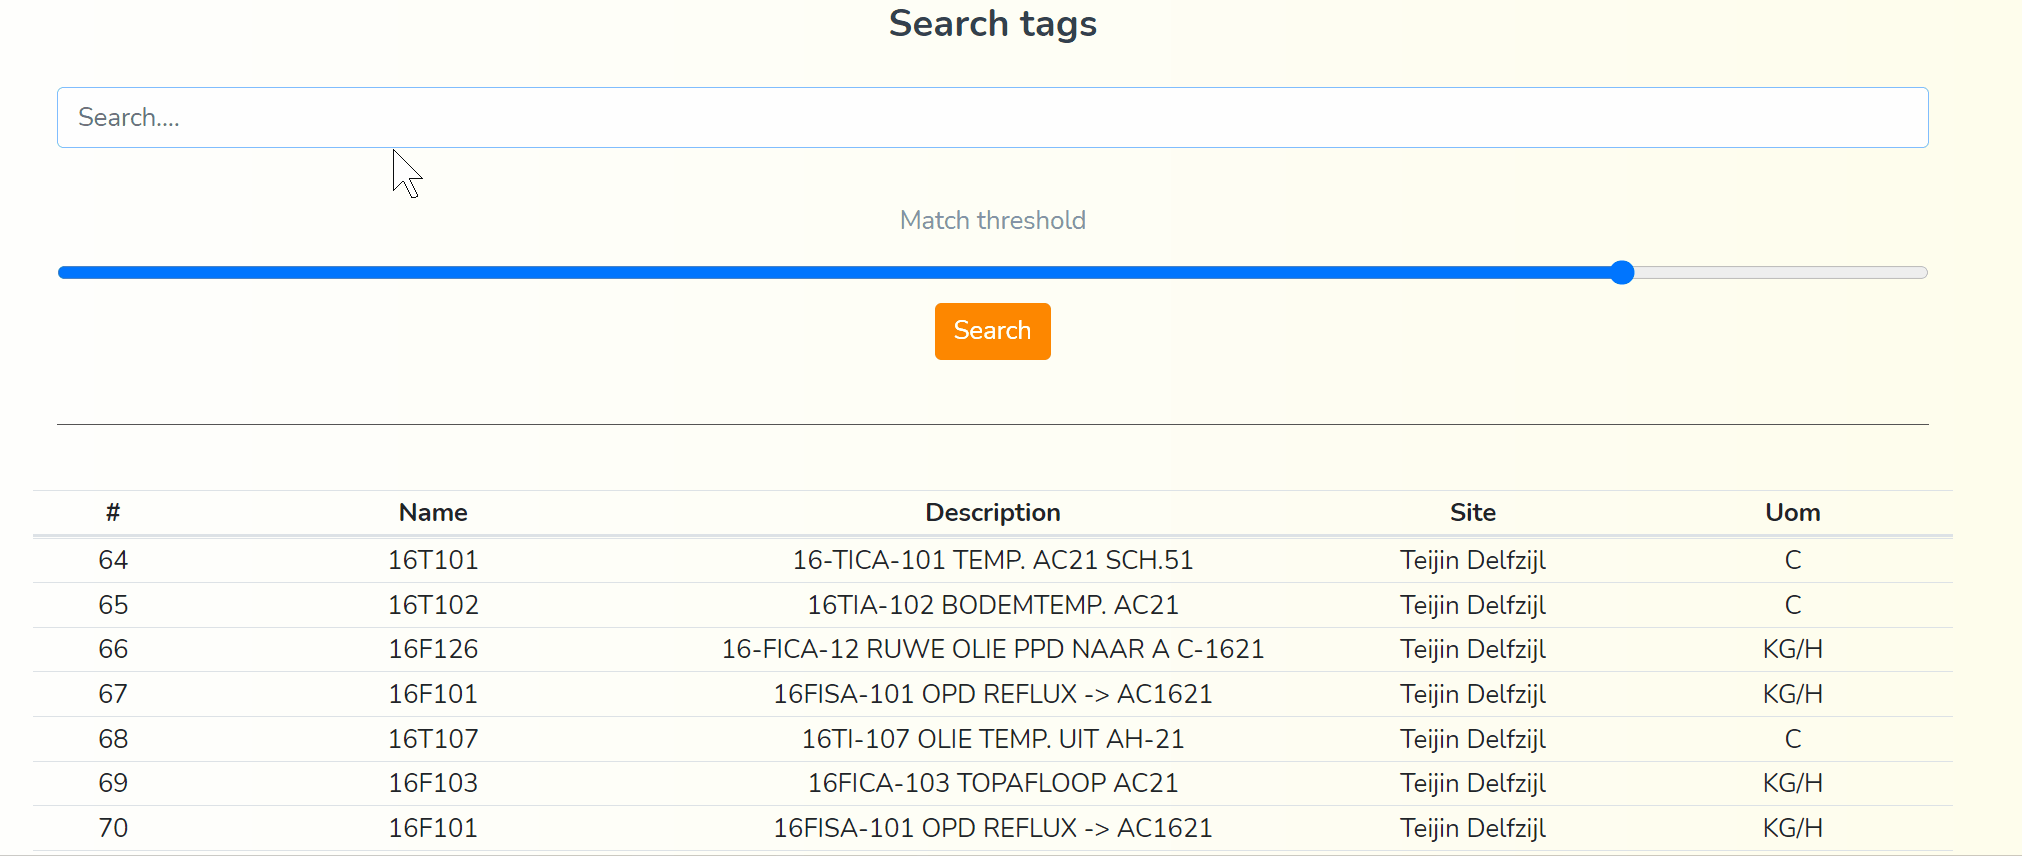 Search tags
Search....
Match threshold
Search
# Name Description Site Uom
64 16T101 16-TICA-101 TEMP. AC21 SCH.51 Teijin Delfzijl C
65 16T102 16TIA-102 BODEMTEMP. AC21 Teijin Delfzijl C
66 16F126 16-FICA-12 RUWE OLIE PPD NAAR A C-1621 Teijin Delfzijl KG/H
67 16F101 16FISA-101 OPD REFLUX -> AC1621 Teijin Delfzijl KG/H
68 16T107 16TI-107 OLIE TEMP. UIT AH-21 Teijin Delfzijl C
69 16F103 16FICA-103 TOPAFLOOP AC21 Teijin Delfzijl KG/H
70 16F101 16FISA-101 OPD REFLUX -> AC1621 Teijin Delfzijl KG/H